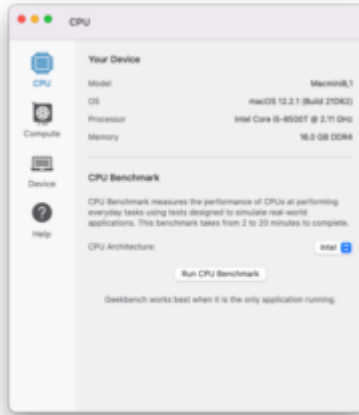 CPU
CPU
Compute
Device
Help
Your Device
Model Macmini8,1
OS macOS 12.2.1 (Build 21D62)
Processor Intel Core i5-8500T @ 2.11 GHz
Memory 16.0 GB DDR4
CPU Benchmark
CPU Benchmark measures the performance of CPUs at performing
everyday tasks using tests designed to simulate real-world
applications. This benchmark takes from 2 to 20 minutes to complete.
CPU Architecture: Intel
Run CPU Benchmark
Geekbench works best when it is the only application running.